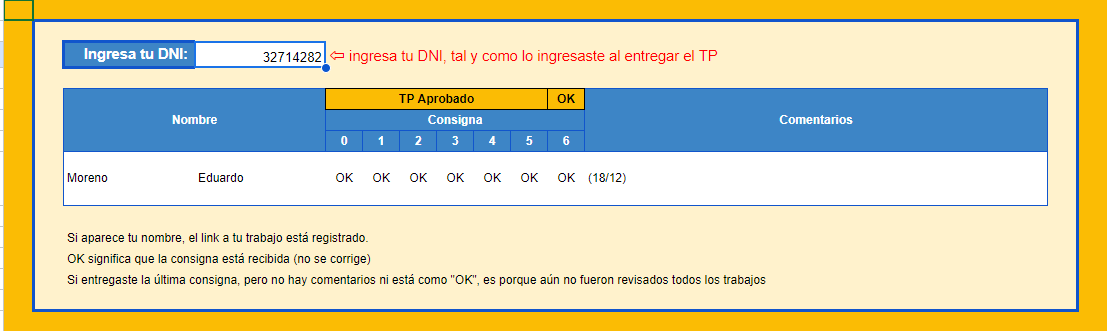 Ingresa tu DNI: 32714282 ⇦ ingresa tu DNI, tal y como lo ingresaste al entregar el TP
TP Aprobado OK
Nombre Consigna Comentarios
0 1 2 3 4 5 6
Moreno Eduardo OK OK OK OK OK OK OK (18/12)
Si aparece tu nombre, el link a tu trabajo está registrado.
OK significa que la consigna está recibida (no se corrige)
Si entregaste la última consigna, pero no hay comentarios ni está como "OK", es porque aún no fueron revisados todos los trabajos